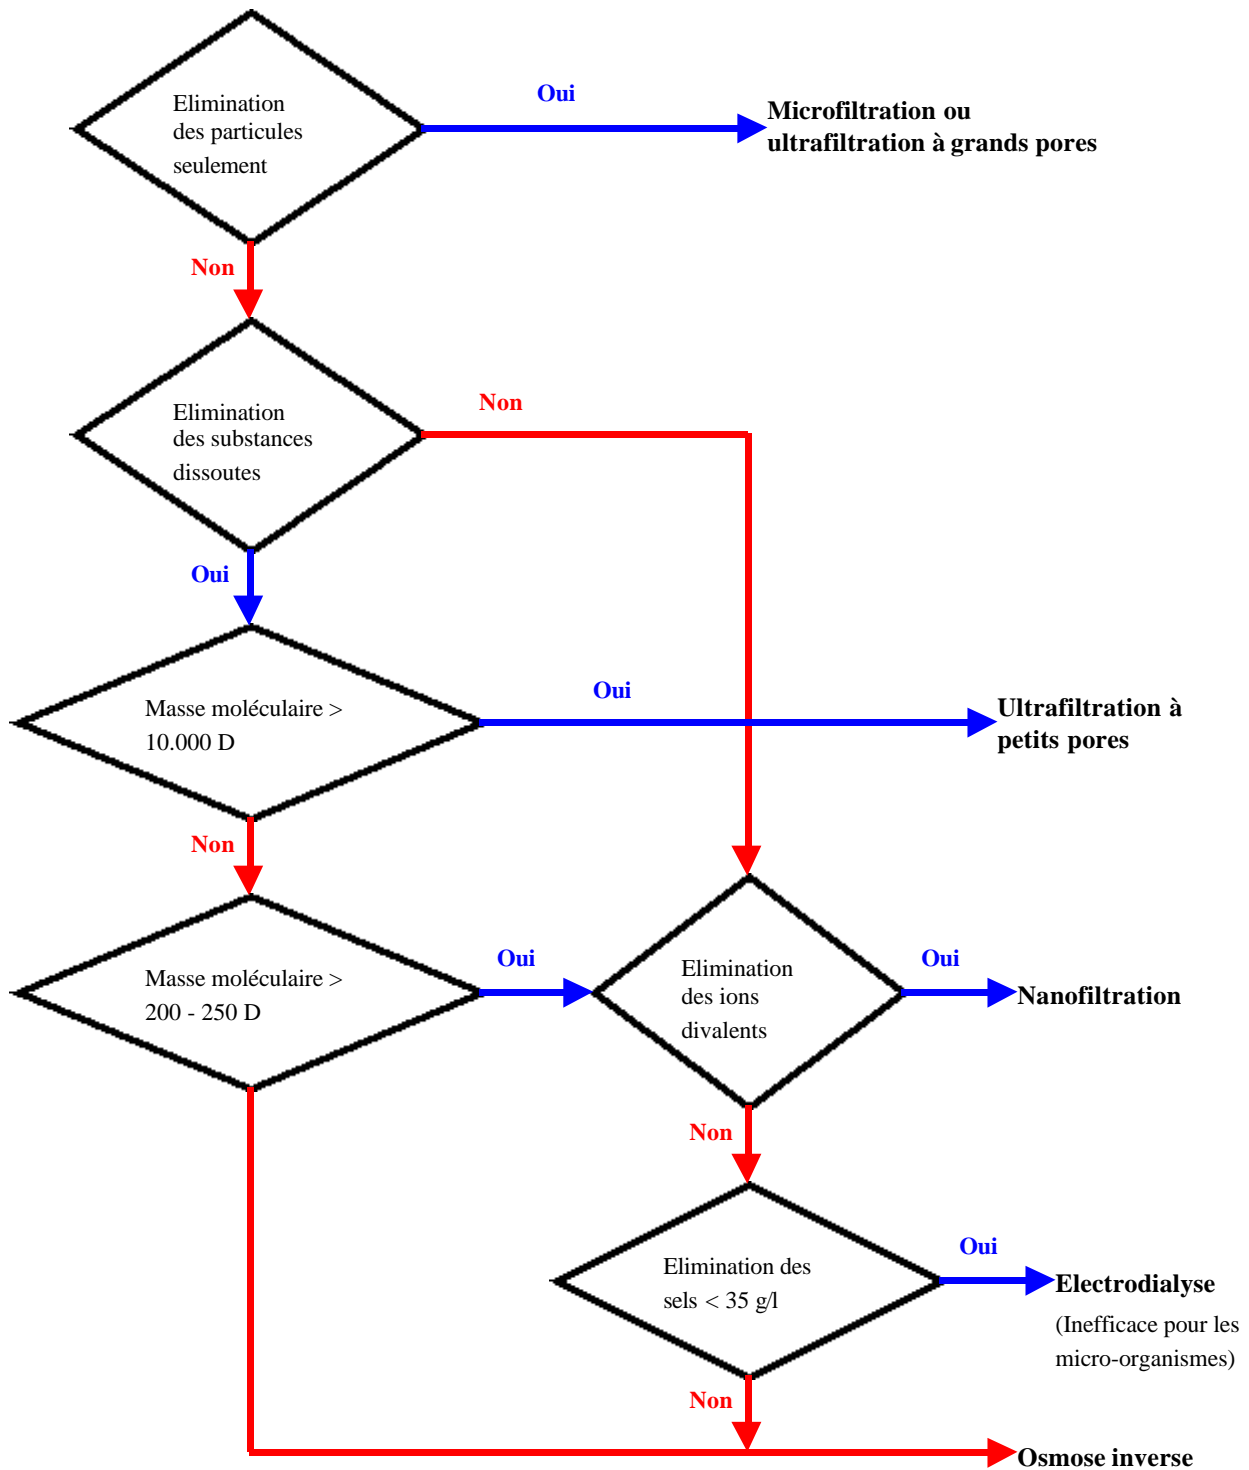 Elimination
des particules
seulement
Oui
Microfiltration ou
ultrafiltration à grands pores
Non
Elimination
des substances
dissoutes
Non
Oui
Masse moléculaire >
10.000 D
Oui
Ultrafiltration à
petits pores
Non
Masse moléculaire >
200 - 250 D
Oui
Elimination
des ions
divalents
Oui
Nanofiltration
Non
Elimination des
sels < 35 g/l
Oui
Electrodialyse
(Inefficace pour les
micro-organismes)
Non
Osmose inverse